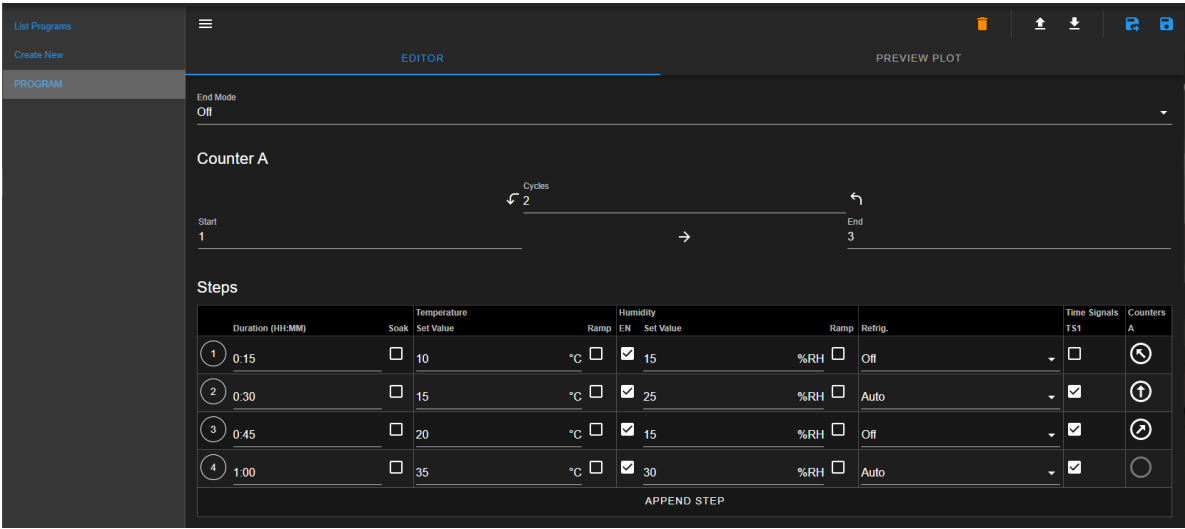 List Programs
Create New
PROGRAM
EDITOR PREVIEW PLOT
End Mode
Off
Counter A
Cycles
2
Start End
1 3
Steps
Temperature Humidity Time Signals Counters
Duration (HH:MM) Soak Set Value Ramp EN Set Value Ramp Refrig. TS1 A
1 0:15 10 °C 15 %RH Off
2 0:30 15 °C 25 %RH Auto
3 0:45 20 °C 15 %RH Off
4 1:00 35 °C 30 %RH Auto
APPEND STEP